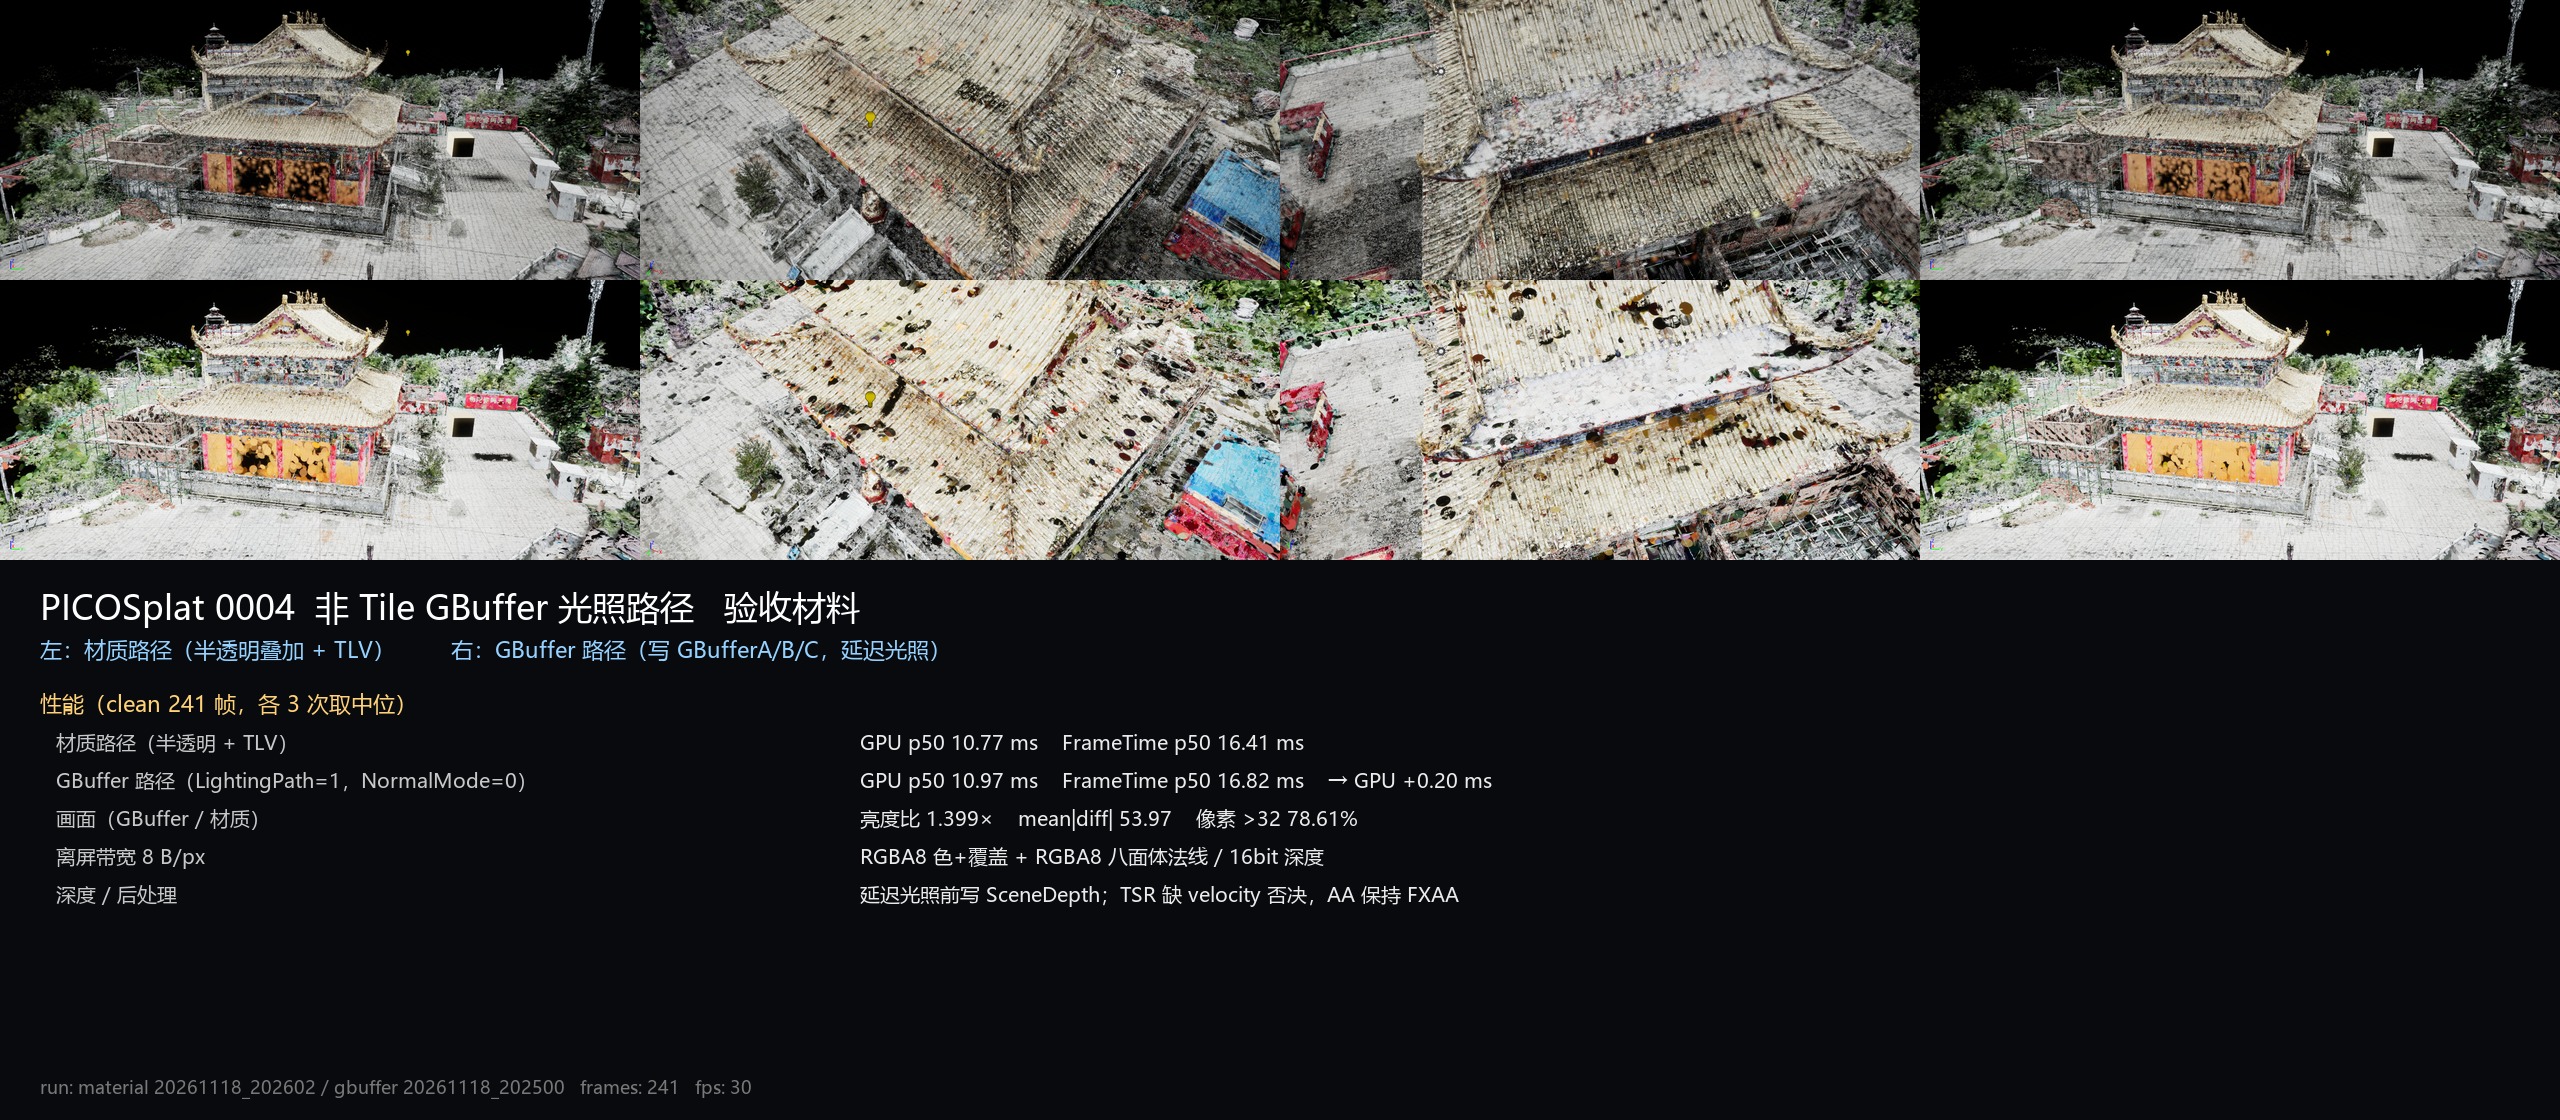 PICOSplat 0004 非 Tile GBuffer 光照路径 验收材料
左：材质路径（半透明叠加 + TLV） 右：GBuffer 路径（写 GBufferA/B/C，延迟光照）
性能（clean 241 帧，各 3 次取中位）
材质路径（半透明 + TLV） GPU p50 10.77 ms FrameTime p50 16.41 ms
GBuffer 路径（LightingPath=1，NormalMode=0） GPU p50 10.97 ms FrameTime p50 16.82 ms → GPU +0.20 ms
画面（GBuffer / 材质） 亮度比 1.399× mean|diff| 53.97 像素 >32 78.61%
离屏带宽 8 B/px RGBA8 色+覆盖 + RGBA8 八面体法线 / 16bit 深度
深度 / 后处理 延迟光照前写 SceneDepth；TSR 缺 velocity 否决，AA 保持 FXAA
run: material 20261118_202602 / gbuffer 20261118_202500 frames: 241 fps: 30